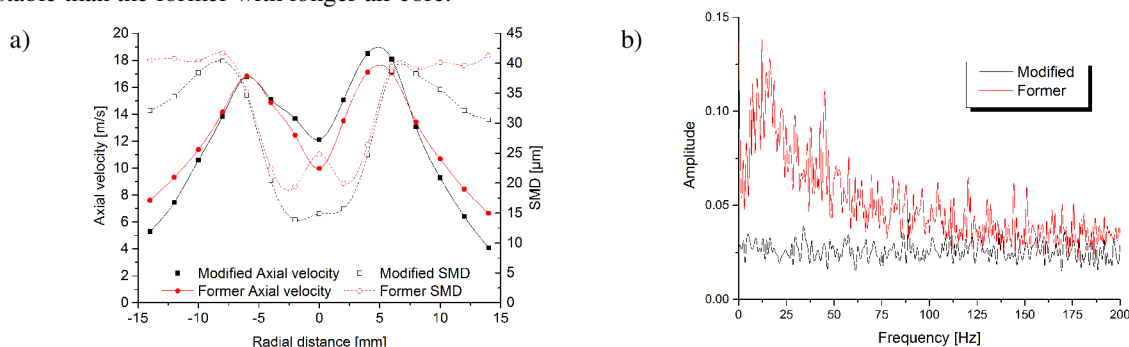 stable than the former with longer air core.
a)
20
18
16
14
12
10
8
6
4
2
0
Axial velocity [m/s]
45
40
35
30
25
20
15
10
5
0
SMD [µm]
Modified Axial velocity
Modified SMD
Former Axial velocity
Former SMD
-15 -10 -5 0 5 10 15
Radial distance [mm]
b)
0.15
0.10
0.05
0.00
Amplitude
Modified
Former
0 25 50 75 100 125 150 175 200
Frequency [Hz]